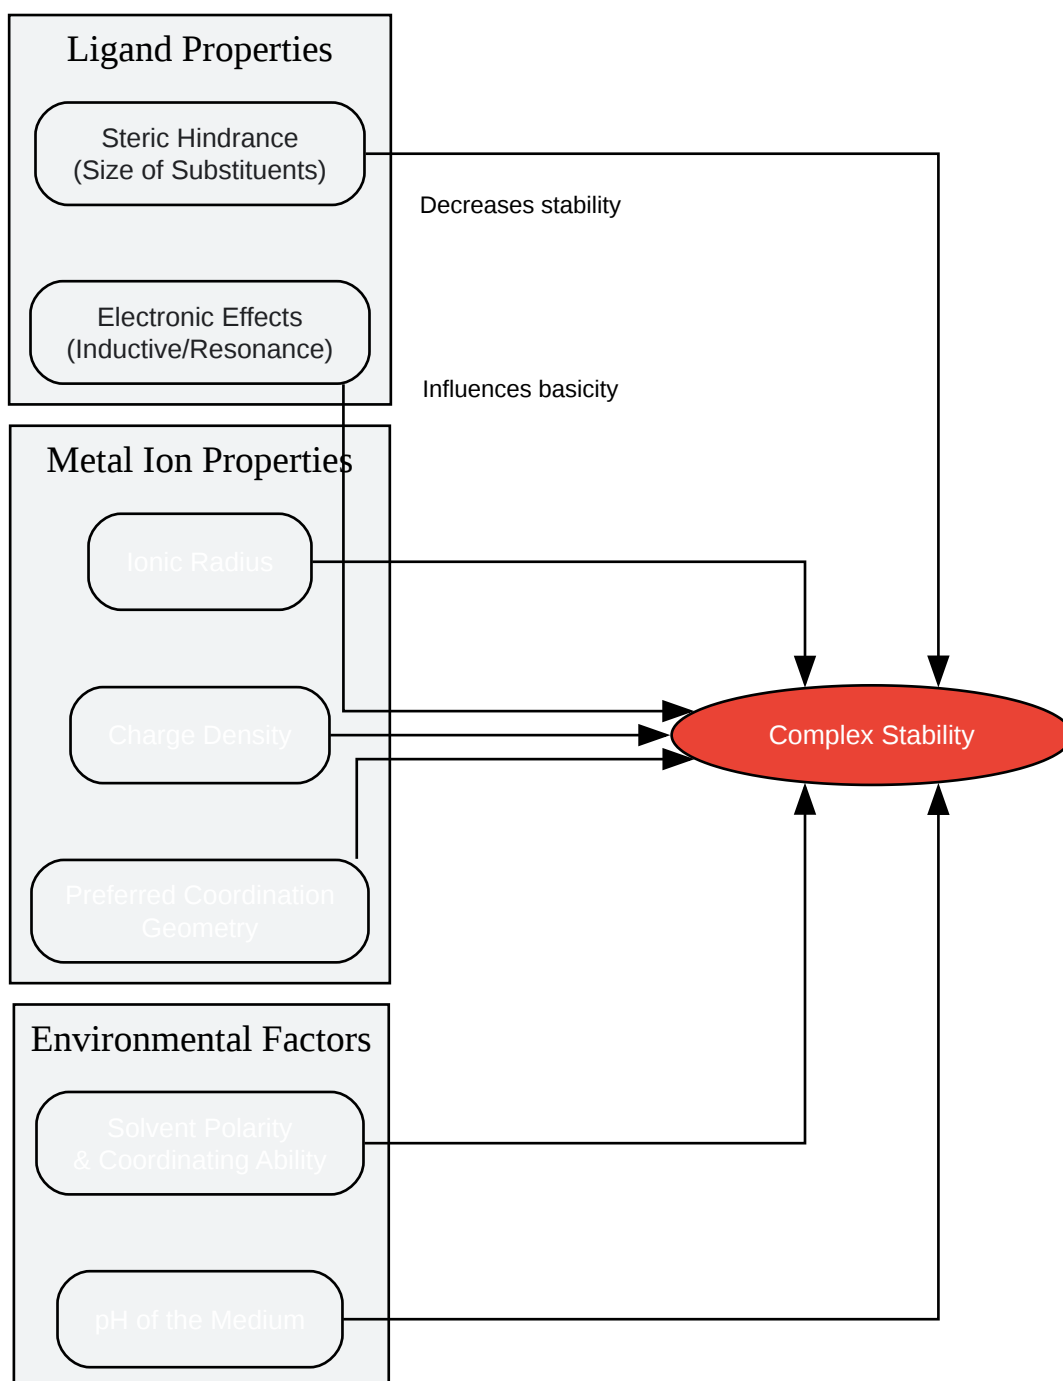 Ligand Properties
Steric Hindrance
(Size of Substituents)
Decreases stability
Electronic Effects
(Inductive/Resonance)
Influences basicity
Metal Ion Properties
Ionic Radius
Charge Density
Complex Stability
Preferred Coordination
Geometry
Environmental Factors
Solvent Polarity
& Coordinating Ability
pH of the Medium